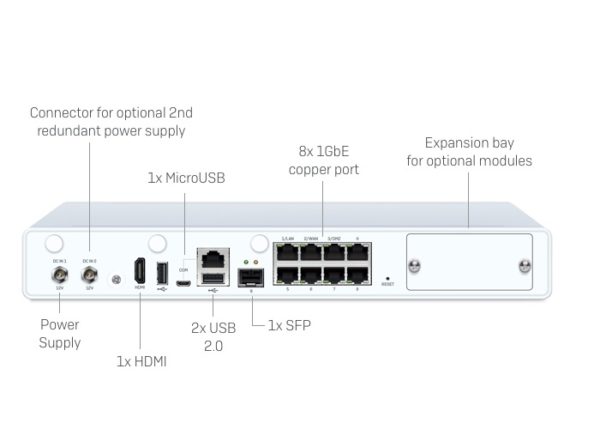 Connector for optional 2nd
redundant power supply
1x MicroUSB
8x 1GbE
copper port
Expansion bay
for optional modules
1/LAN 2/WAN 3/DMZ 4
DC IN 1 DC IN 2
COM
12V 12V
HDMI
5 6 7 8
RESET
Power
Supply
1x HDMI
2x USB
2.0
1x SFP